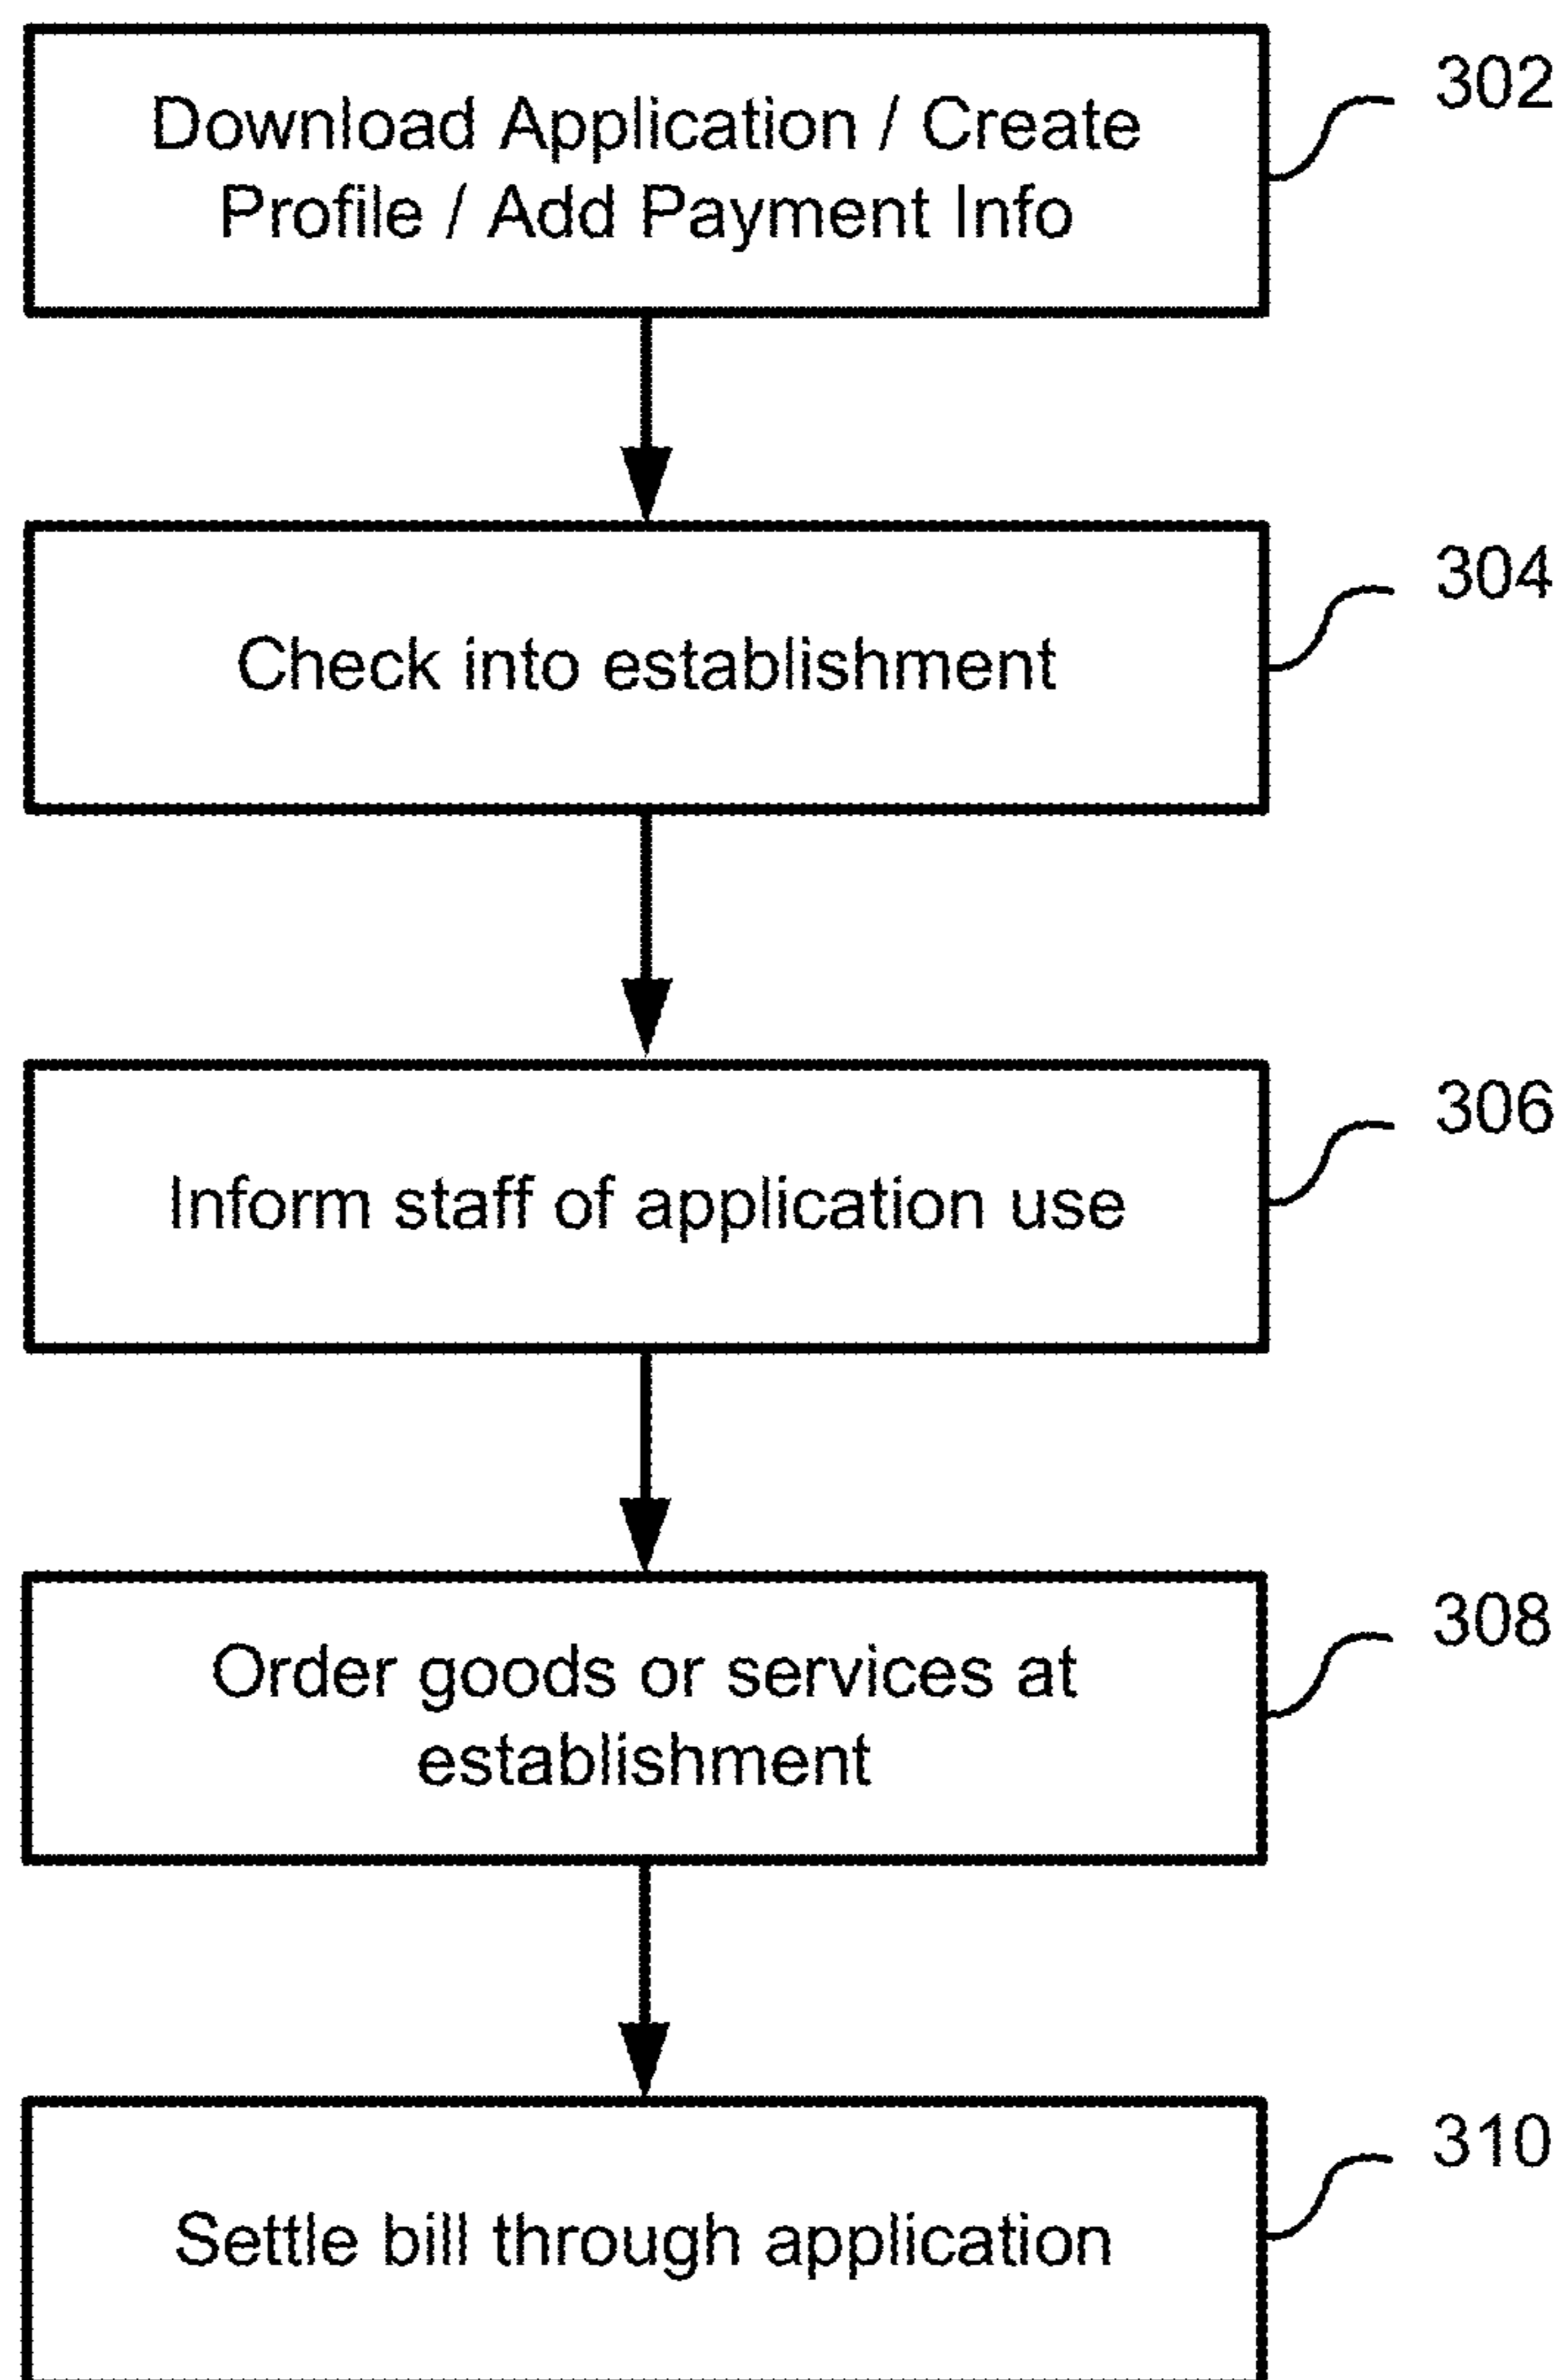 Download Application / Create
Profile / Add Payment Info
302
Check into establishment
304
Inform staff of application use
306
Order goods or services at
establishment
308
Settle bill through application
310